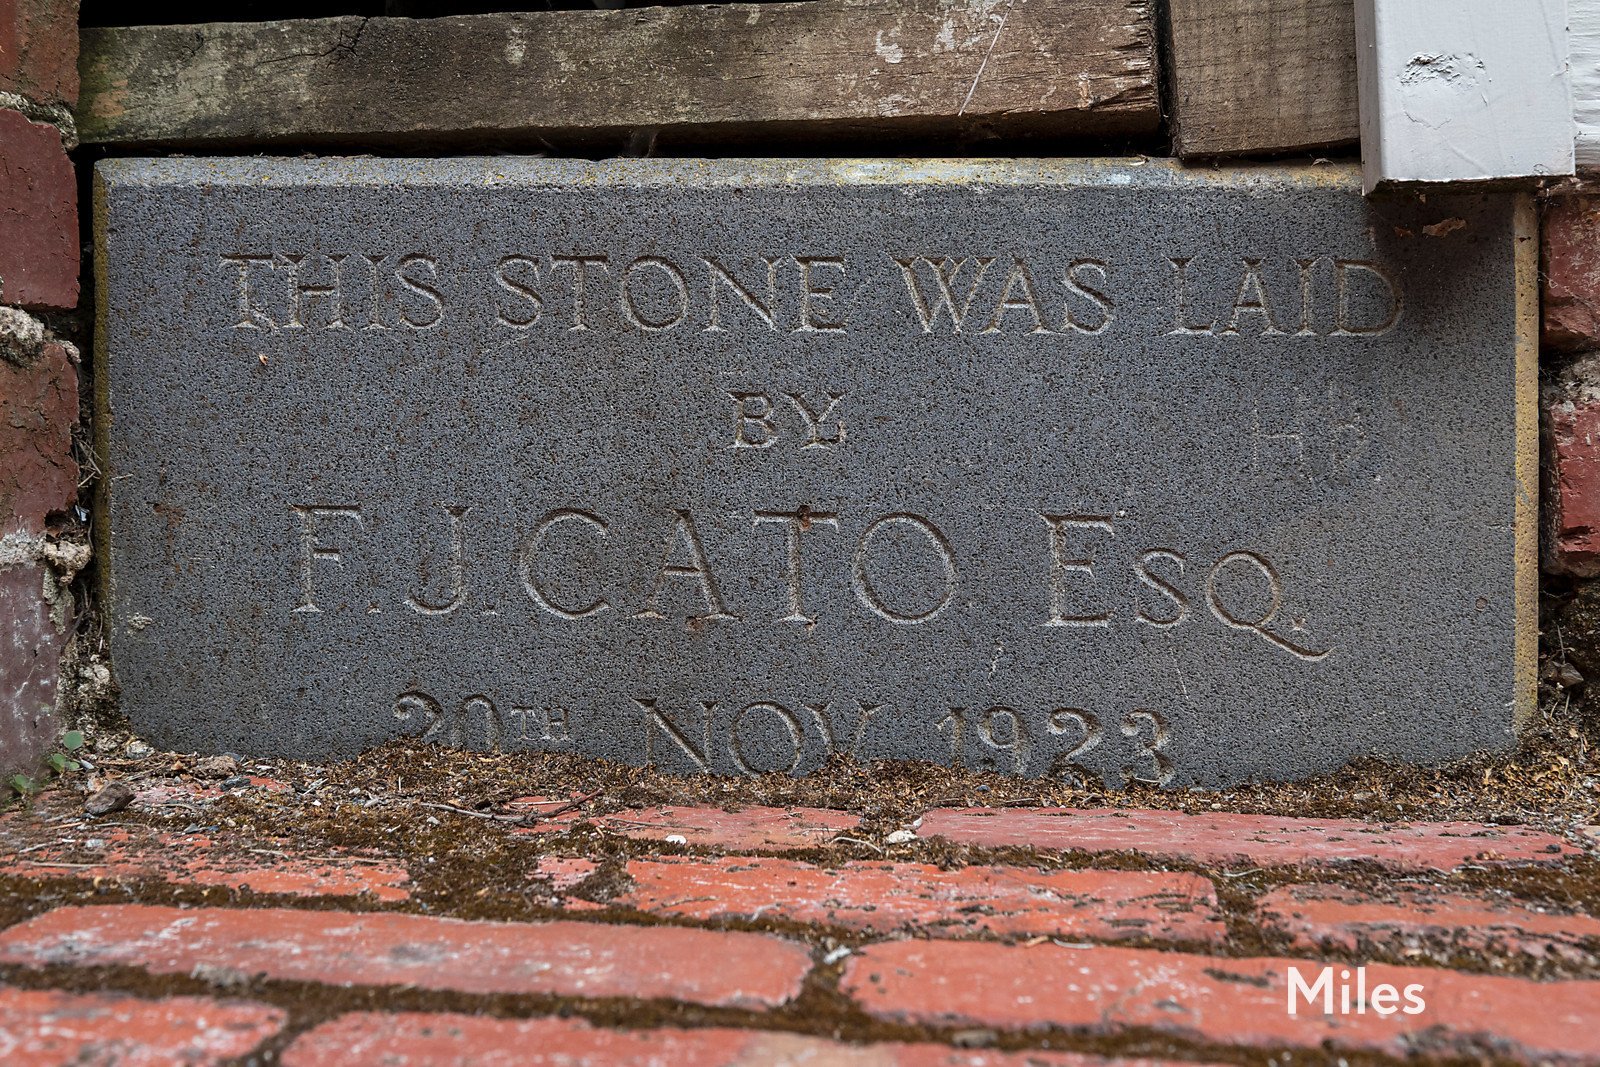 THIS STONE WAS LAID
BY
F.J.CATO ESQ.
20TH NOV 1923
Miles